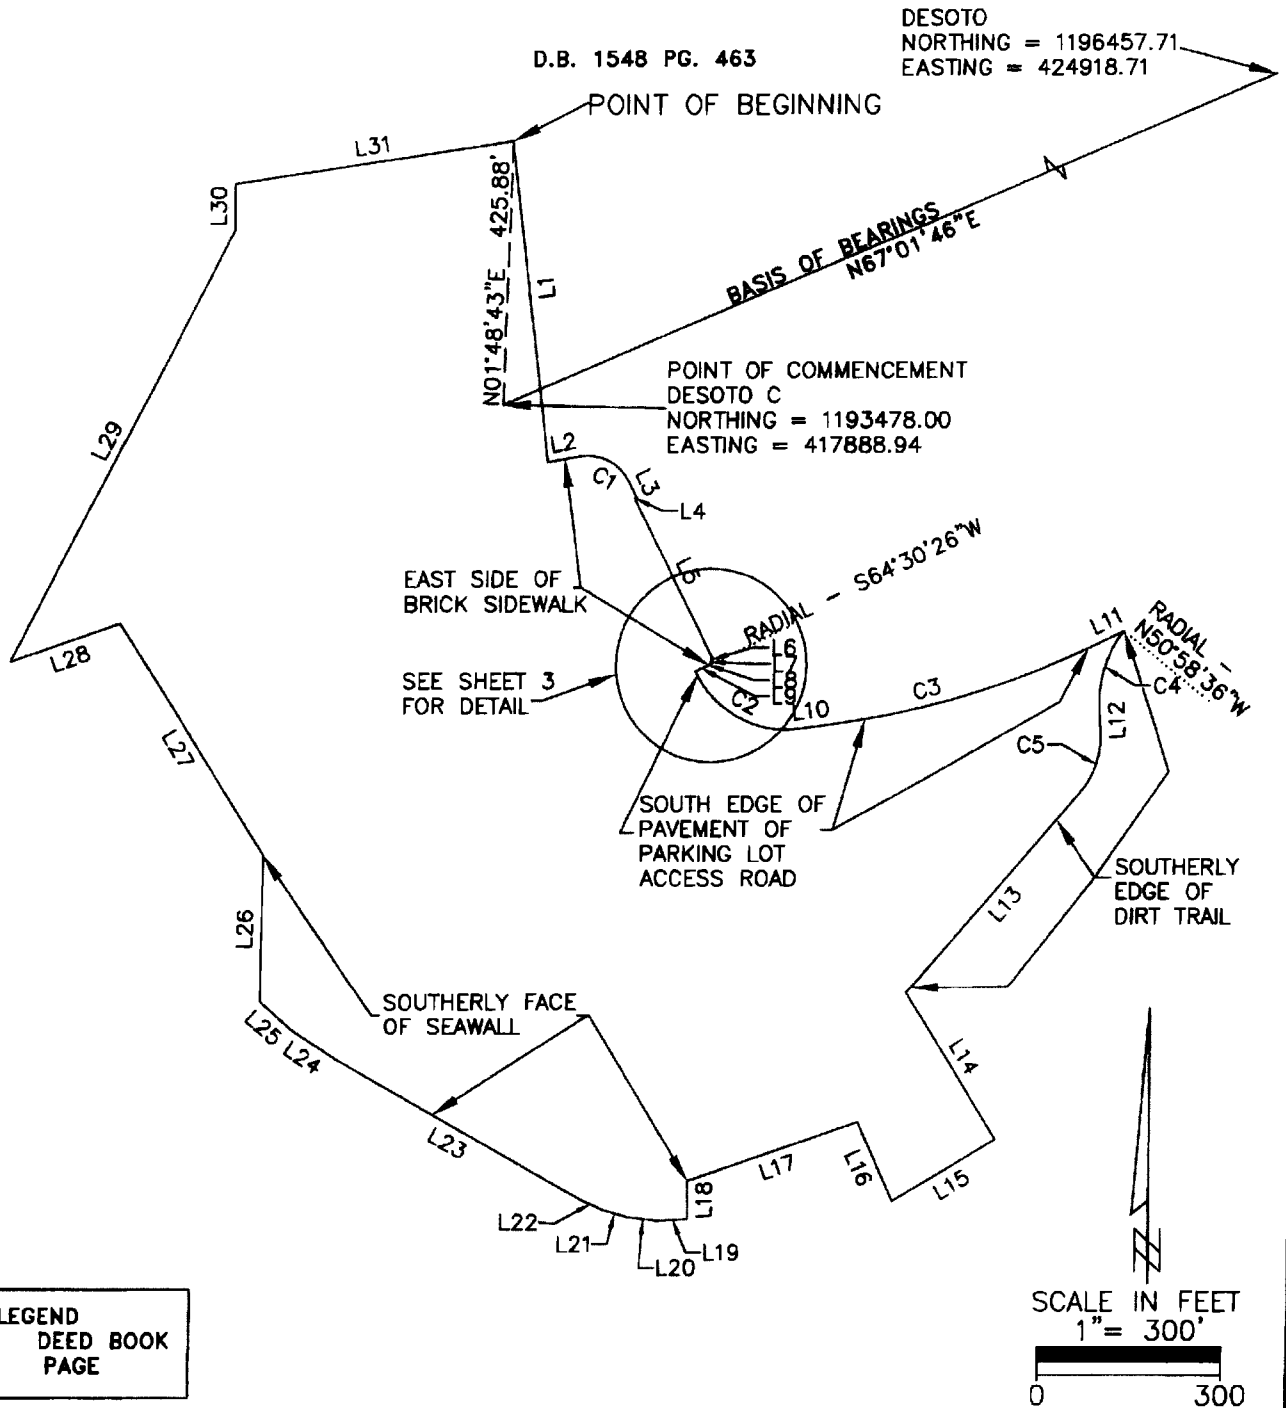 DESOTO
NORTHING = 1196457.71
EASTING = 424918.71
D.B. 1548 PG. 463
POINT OF BEGINNING
L31
L30
N01°48'43"E 425.88'
L1
BASIS OF BEARINGS
N67°01'46"E
POINT OF COMMENCEMENT
DESOTO C
NORTHING = 1193478.00
EASTING = 417888.94
L29
L2
C1
L3
L4
L5
RADIAL - S64°30'26"W
EAST SIDE OF
BRICK SIDEWALK
L6
L7
L8
L9
L11
RADIAL -
N50°58'36"W
L28
SEE SHEET 3
FOR DETAIL
C2
L10
C3
C4
L12
C5
L27
SOUTH EDGE OF
PAVEMENT OF
PARKING LOT
ACCESS ROAD
SOUTHERLY
EDGE OF
DIRT TRAIL
L13
L26
SOUTHERLY FACE
OF SEAWALL
L25
L24
L14
L23
L17
L16
L15
L18
L22
L21
L20
L19
N
LEGEND
DEED BOOK
PAGE
SCALE IN FEET
1"= 300'
0 300